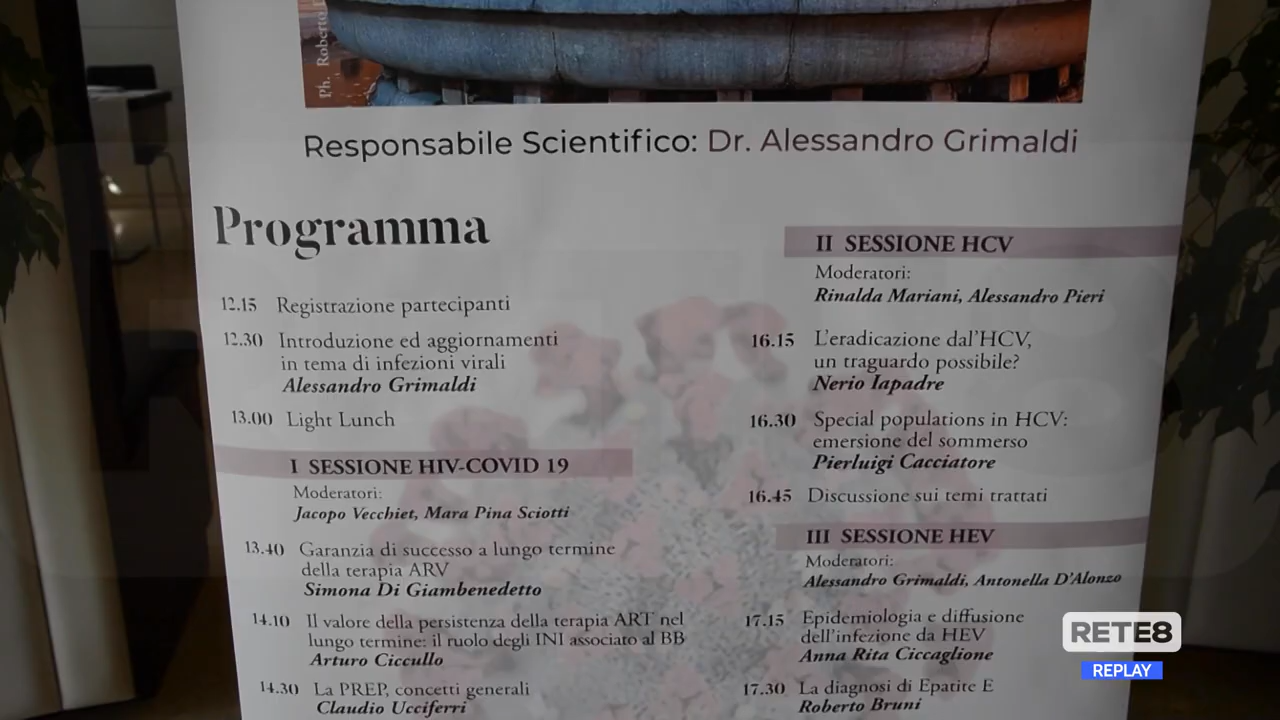 Ph. Roberto
Responsabile Scientifico: Dr. Alessandro Grimaldi
Programma
12.15 Registrazione partecipanti
12.30 Introduzione ed aggiornamenti
in tema di infezioni virali
Alessandro Grimaldi
13.00 Light Lunch
I SESSIONE HIV-COVID 19
Moderatori:
Jacopo Vecchiet, Mara Pina Sciotti
13.40 Garanzia di successo a lungo termine
della terapia ARV
Simona Di Giambenedetto
14.10 Il valore della persistenza della terapia ART nel
lungo termine: il ruolo degli INI associato al BB
Arturo Ciccullo
14.30 La PREP, concetti generali
Claudio Ucciferri
II SESSIONE HCV
Moderatori:
Rinalda Mariani, Alessandro Pieri
16.15 L'eradicazione dal'HCV,
un traguardo possibile?
Nerio Iapadre
16.30 Special populations in HCV:
emersione del sommerso
Pierluigi Cacciatore
16.45 Discussione sui temi trattati
III SESSIONE HEV
Moderatori:
Alessandro Grimaldi, Antonella D'Alonzo
17.15 Epidemiologia e diffusione
dell'infezione da HEV
Anna Rita Ciccaglione
17.30 La diagnosi di Epatite E
Roberto Bruni
RETE8
REPLAY